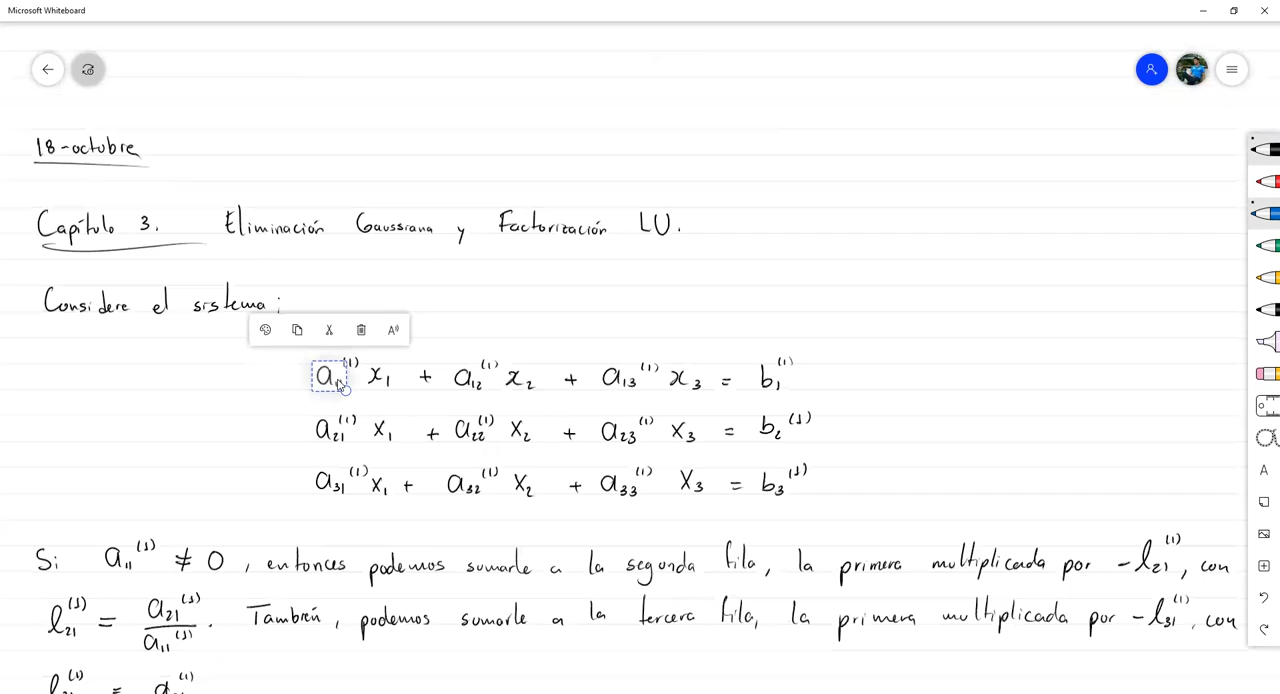 Microsoft Whiteboard
18-octubre
Capítulo 3. Eliminación Gaussiana y Factorización LU.
Considere el sistema:
a₁₁⁽¹⁾ x₁ + a₁₂⁽¹⁾ x₂ + a₁₃⁽¹⁾ x₃ = b₁⁽¹⁾
a₂₁⁽¹⁾ x₁ + a₂₂⁽¹⁾ x₂ + a₂₃⁽¹⁾ x₃ = b₂⁽¹⁾
a₃₁⁽¹⁾ x₁ + a₃₂⁽¹⁾ x₂ + a₃₃⁽¹⁾ x₃ = b₃⁽¹⁾
Si a₁₁⁽¹⁾ ≠ 0, entonces podemos sumarle a la segunda fila, la primera multiplicada por -l₂₁⁽¹⁾, con
l₂₁⁽¹⁾ = a₂₁⁽¹⁾ / a₁₁⁽¹⁾. También, podemos sumarle a la tercera fila, la primera multiplicada por -l₃₁⁽¹⁾, con